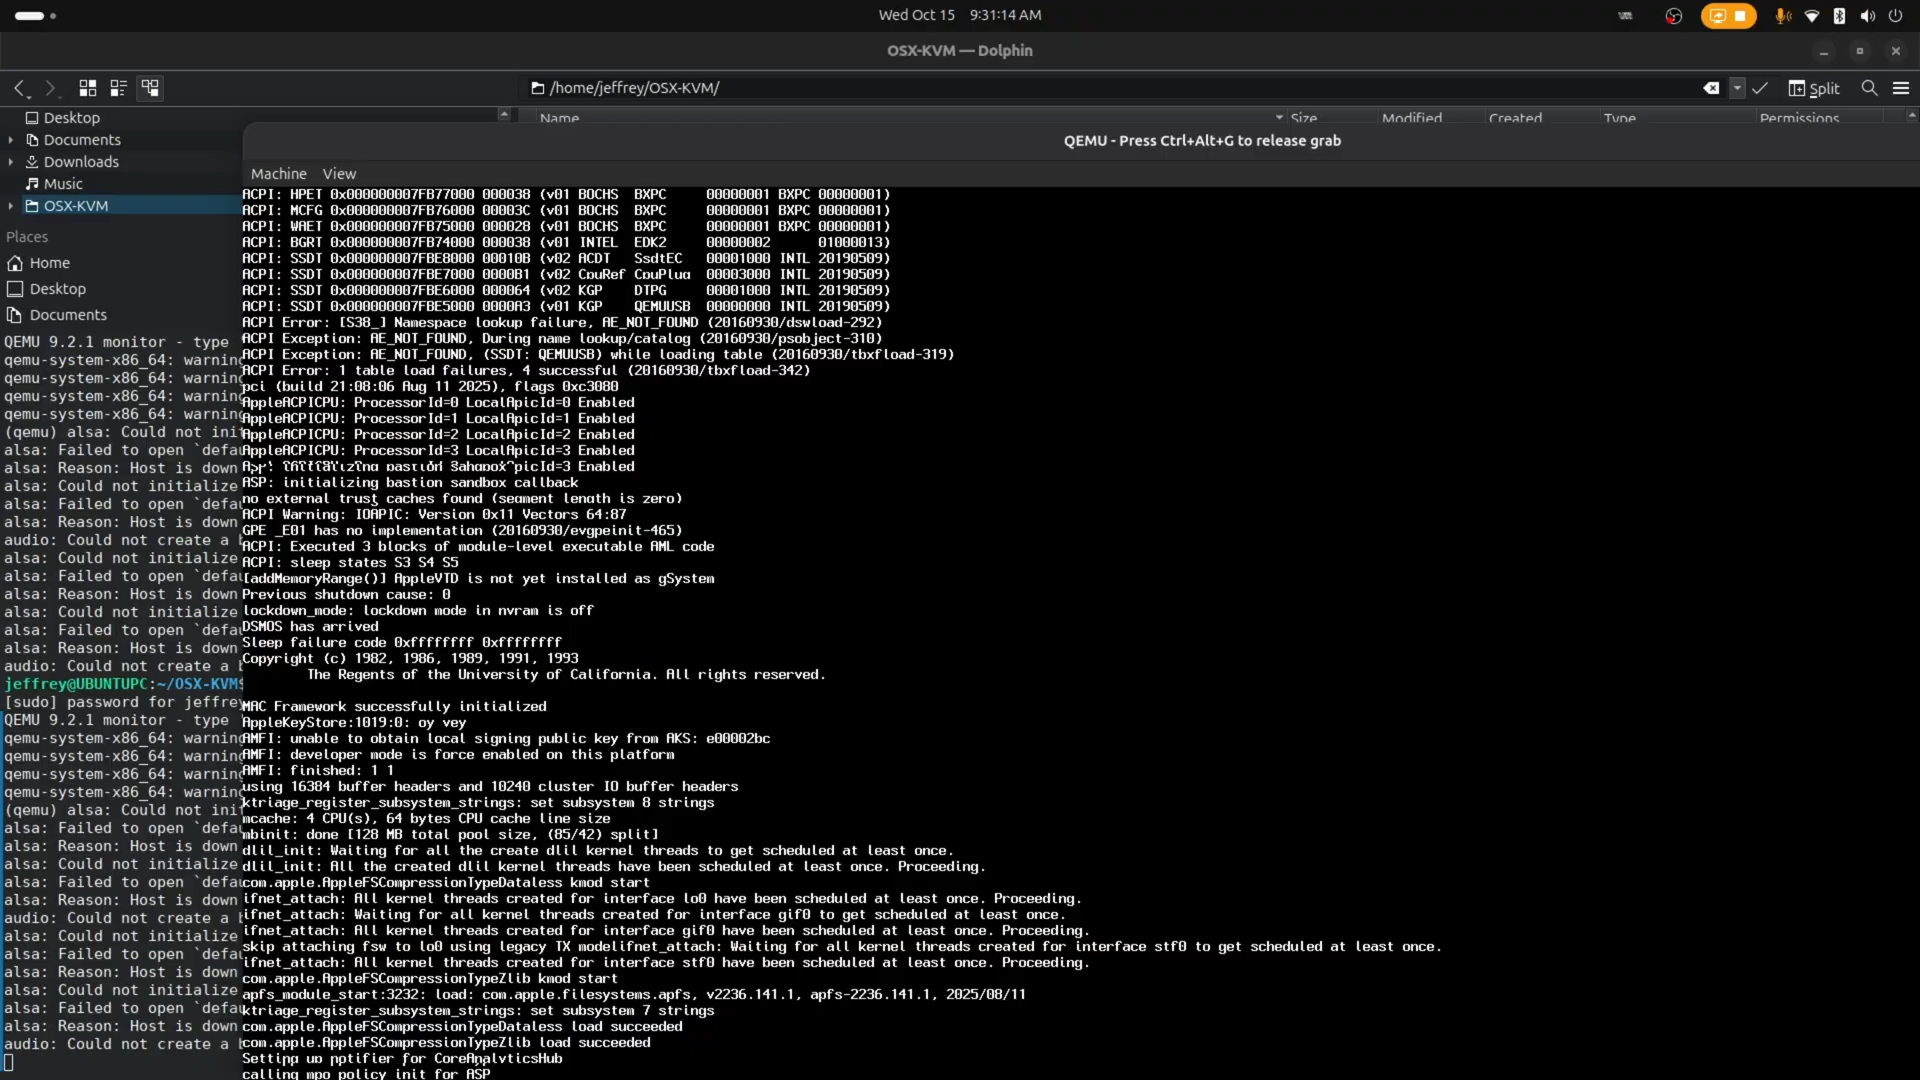 Wed Oct 15 9:31:14 AM
OSX-KVM — Dolphin
/home/jeffrey/OSX-KVM/
Split
Name Size Modified Created Type Permissions
Desktop
Documents
Downloads
Music
OSX-KVM
Places
Home
Desktop
Documents
QEMU 9.2.1 monitor - type
qemu-system-x86_64: warning
qemu-system-x86_64: warning
qemu-system-x86_64: warning
qemu-system-x86_64: warning
(qemu) alsa: Could not init
alsa: Failed to open `defau
alsa: Reason: Host is down
alsa: Could not initialize
alsa: Failed to open `defau
alsa: Reason: Host is down
audio: Could not create a b
alsa: Could not initialize
alsa: Failed to open `defau
alsa: Reason: Host is down
alsa: Could not initialize
alsa: Failed to open `defau
alsa: Reason: Host is down
audio: Could not create a b
jeffrey@UBUNTUPC:~/OSX-KVM$
[sudo] password for jeffrey
QEMU 9.2.1 monitor - type
qemu-system-x86_64: warning
qemu-system-x86_64: warning
qemu-system-x86_64: warning
qemu-system-x86_64: warning
(qemu) alsa: Could not init
alsa: Failed to open `defau
alsa: Reason: Host is down
alsa: Could not initialize
alsa: Failed to open `defau
alsa: Reason: Host is down
audio: Could not create a b
alsa: Could not initialize
alsa: Failed to open `defau
alsa: Reason: Host is down
alsa: Could not initialize
alsa: Failed to open `defau
alsa: Reason: Host is down
audio: Could not create a b
QEMU - Press Ctrl+Alt+G to release grab
Machine View
ACPI: HPET 0x000000007FB77000 000038 (v01 BOCHS BXPC 00000001 BXPC 00000001)
ACPI: MCFG 0x000000007FB76000 00003C (v01 BOCHS BXPC 00000001 BXPC 00000001)
ACPI: WAET 0x000000007FB75000 000028 (v01 BOCHS BXPC 00000001 BXPC 00000001)
ACPI: BGRT 0x000000007FB74000 000038 (v01 INTEL EDK2 00000002 01000013)
ACPI: SSDT 0x000000007FBE8000 00010B (v02 ACDT SsdtEC 00001000 INTL 20190509)
ACPI: SSDT 0x000000007FBE7000 0000B1 (v02 CpuRef CpuPlug 00003000 INTL 20190509)
ACPI: SSDT 0x000000007FBE6000 000064 (v02 KGP DTPG 00001000 INTL 20190509)
ACPI: SSDT 0x000000007FBE5000 0000A3 (v01 KGP QEMUUSB 00000000 INTL 20190509)
ACPI Error: [S38_] Namespace lookup failure, AE_NOT_FOUND (20160930/dswload-292)
ACPI Exception: AE_NOT_FOUND, During name lookup/catalog (20160930/psobject-310)
ACPI Exception: AE_NOT_FOUND, (SSDT: QEMUUSB) while loading table (20160930/tbxfload-319)
ACPI Error: 1 table load failures, 4 successful (20160930/tbxfload-342)
pci (build 21:08:06 Aug 11 2025), flags 0xc3080
AppleACPICPU: ProcessorId=0 LocalApicId=0 Enabled
AppleACPICPU: ProcessorId=1 LocalApicId=1 Enabled
AppleACPICPU: ProcessorId=2 LocalApicId=2 Enabled
AppleACPICPU: ProcessorId=3 LocalApicId=3 Enabled
picId=3 Enabled
ASP: initializing bastion sandbox callback
no external trust caches found (segment length is zero)
ACPI Warning: IOAPIC: Version 0x11 Vectors 64:87
GPE _E01 has no implementation (20160930/evgpeinit-465)
ACPI: Executed 3 blocks of module-level executable AML code
ACPI: sleep states S3 S4 S5
[addMemoryRange()] AppleVTD is not yet installed as gSystem
Previous shutdown cause: 0
lockdown_mode: lockdown mode in nvram is off
DSMOS has arrived
Sleep failure code 0xffffffff 0xffffffff
Copyright (c) 1982, 1986, 1989, 1991, 1993
The Regents of the University of California. All rights reserved.
MAC Framework successfully initialized
AppleKeyStore:1019:0: oy vey
AMFI: unable to obtain local signing public key from AKS: e00002bc
AMFI: developer mode is force enabled on this platform
AMFI: finished: 1 1
using 16384 buffer headers and 10240 cluster IO buffer headers
ktriage_register_subsystem_strings: set subsystem 8 strings
mcache: 4 CPU(s), 64 bytes CPU cache line size
mbinit: done [128 MB total pool size, (85/42) split]
dlil_init: Waiting for all the create dlil kernel threads to get scheduled at least once.
dlil_init: All the created dlil kernel threads have been scheduled at least once. Proceeding.
com.apple.AppleFSCompressionTypeDataless kmod start
ifnet_attach: All kernel threads created for interface lo0 have been scheduled at least once. Proceeding.
ifnet_attach: Waiting for all kernel threads created for interface gif0 to get scheduled at least once.
ifnet_attach: All kernel threads created for interface gif0 have been scheduled at least once. Proceeding.
skip attaching fsw to lo0 using legacy TX modelifnet_attach: Waiting for all kernel threads created for interface stf0 to get scheduled at least once.
ifnet_attach: All kernel threads created for interface stf0 have been scheduled at least once. Proceeding.
com.apple.AppleFSCompressionTypeZlib kmod start
apfs_module_start:3232: load: com.apple.filesystems.apfs, v2236.141.1, apfs-2236.141.1, 2025/08/11
ktriage_register_subsystem_strings: set subsystem 7 strings
com.apple.AppleFSCompressionTypeDataless load succeeded
com.apple.AppleFSCompressionTypeZlib load succeeded
Setting up notifier for CoreAnalyticsHub
calling mpo_policy_init for ASP